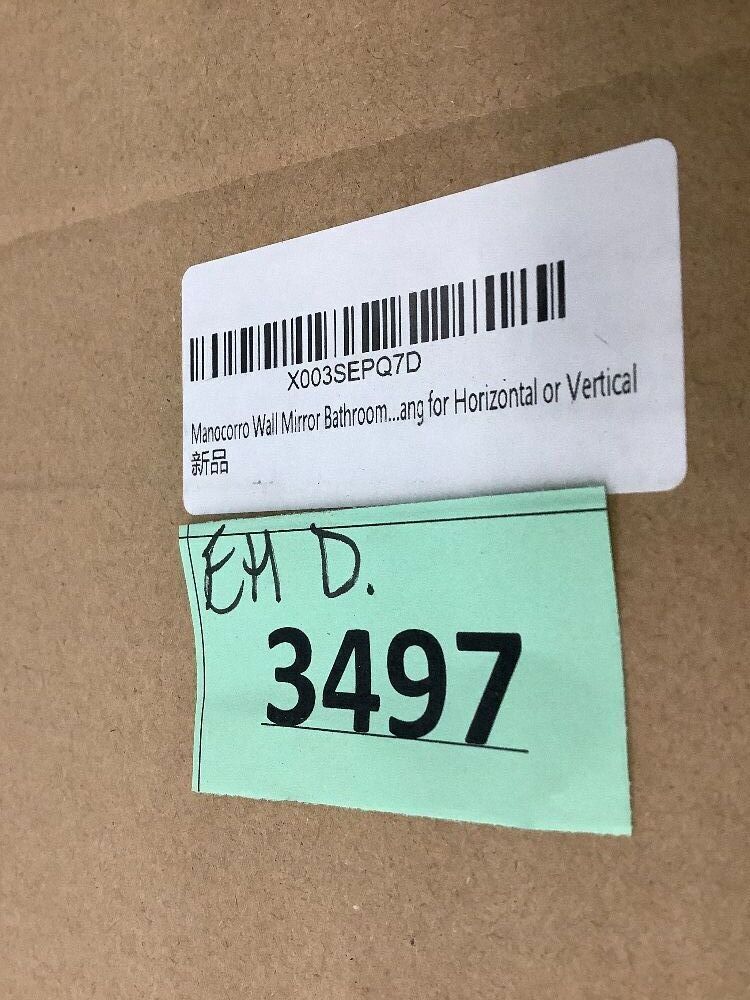 X003SEPQ7D
Manocorro Wall Mirror Bathroom...ang for Horizontal or Vertical
新品
EH D.
3497